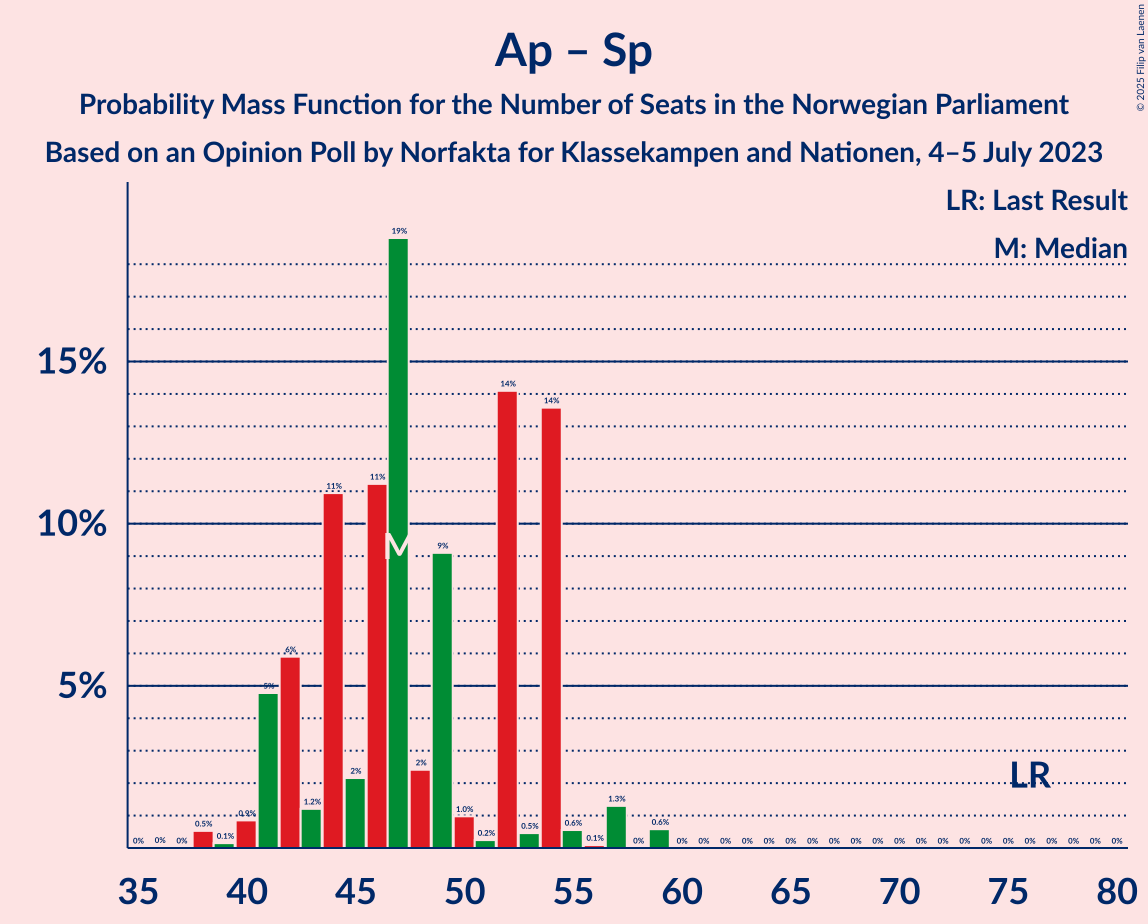 Ap – Sp
Probability Mass Function for the Number of Seats in the Norwegian Parliament
Based on an Opinion Poll by Norfakta for Klassekampen and Nationen, 4–5 July 2023
© 2025 Filip van Laenen
LR: Last Result
M: Median
15%
10%
5%
0% 0% 0% 0.5% 0.1% 0.9% 5% 6% 1.2% 11% 2% 11% 19% 2% 9% 1.0% 0.2% 14% 0.5% 14% 0.6% 0.1% 1.3% 0% 0.6% 0% 0% 0% 0% 0% 0% 0% 0% 0% 0% 0% 0% 0% 0% 0% 0% 0% 0% 0% 0% 0%
M
LR
35 40 45 50 55 60 65 70 75 80